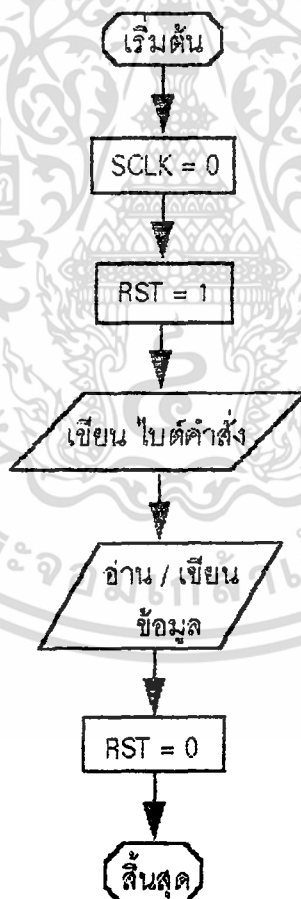 เริ่มต้น
SCLK = 0
RST = 1
เขียน ไบต์คำสั่ง
อ่าน / เขียน
ข้อมูล
RST = 0
สิ้นสุด